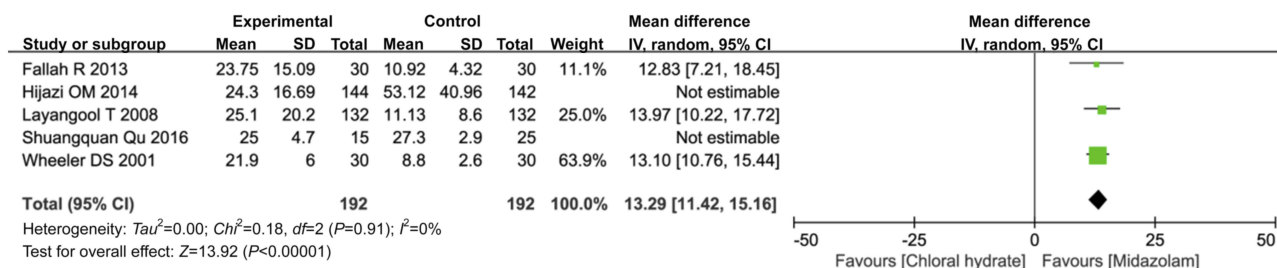 Experimental Control Mean difference Mean difference
Study or subgroup Mean SD Total Mean SD Total Weight IV, random, 95% CI IV, random, 95% CI
Fallah R 2013 23.75 15.09 30 10.92 4.32 30 11.1% 12.83 [7.21, 18.45]
Hijazi OM 2014 24.3 16.69 144 53.12 40.96 142 Not estimable
Layangool T 2008 25.1 20.2 132 11.13 8.6 132 25.0% 13.97 [10.22, 17.72]
Shuangquan Qu 2016 25 4.7 15 27.3 2.9 25 Not estimable
Wheeler DS 2001 21.9 6 30 8.8 2.6 30 63.9% 13.10 [10.76, 15.44]
Total (95% CI) 192 192 100.0% 13.29 [11.42, 15.16]
Heterogeneity: Tau²=0.00; Chi²=0.18, df=2 (P=0.91); I²=0%
Test for overall effect: Z=13.92 (P<0.00001)
-50 -25 0 25 50
Favours [Chloral hydrate] Favours [Midazolam]